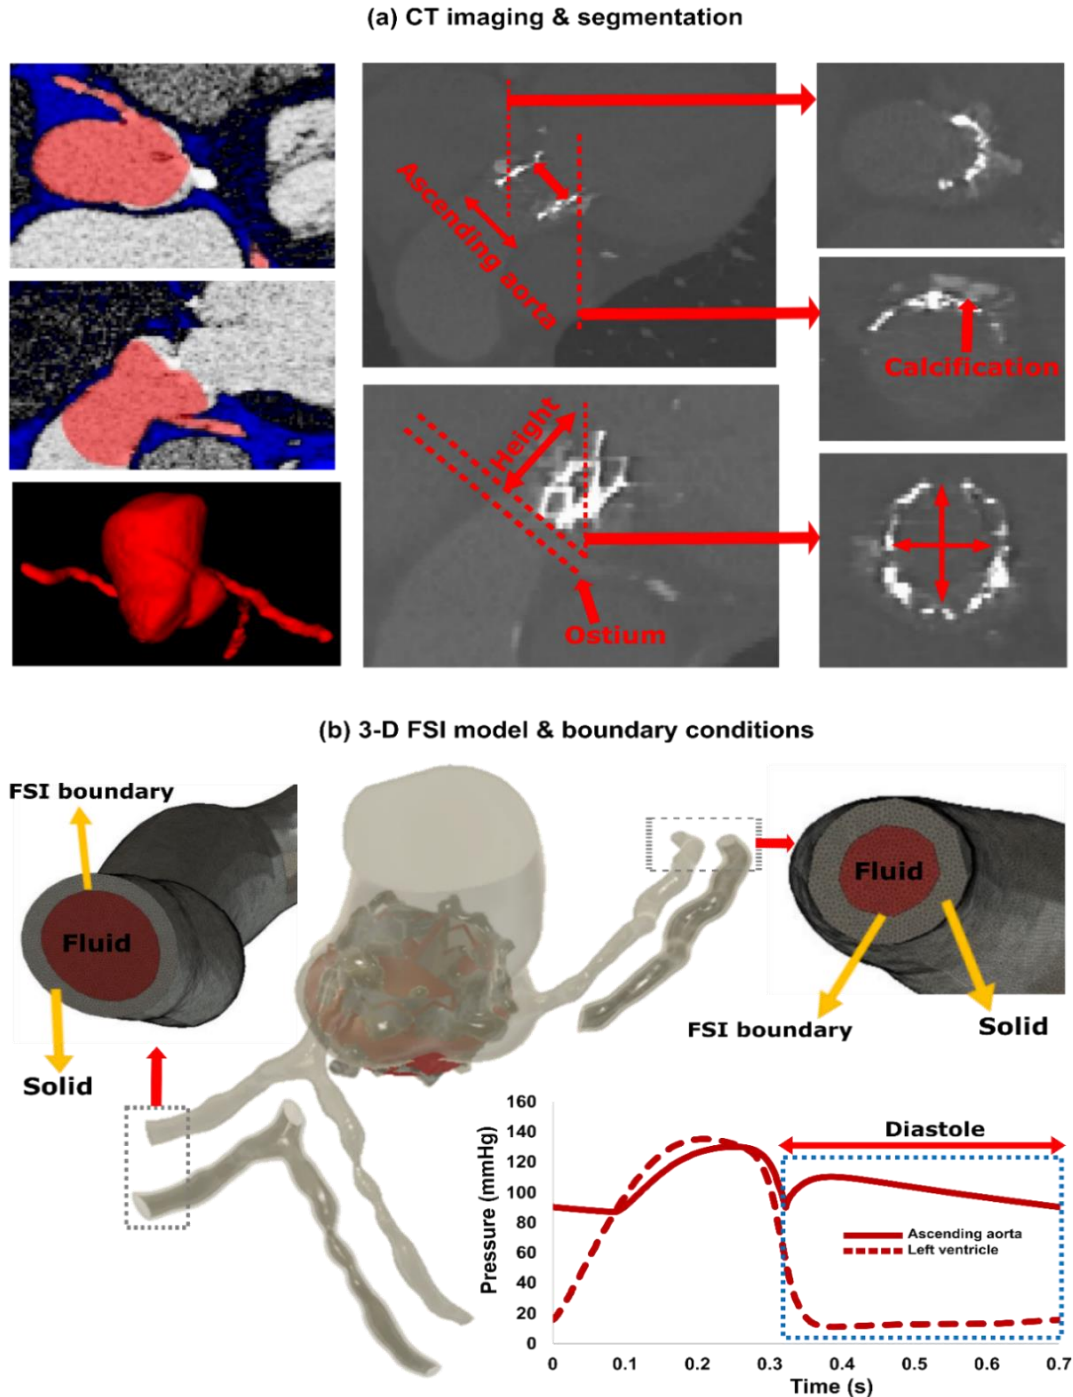 (a) CT imaging & segmentation
Ascending aorta
Calcification
Height
Ostium
(b) 3-D FSI model & boundary conditions
FSI boundary
Fluid
Solid
Fluid
FSI boundary
Solid
Pressure (mmHg)
160
140
120
100
80
60
40
20
0
Diastole
Ascending aorta
Left ventricle
0 0.1 0.2 0.3 0.4 0.5 0.6 0.7
Time (s)